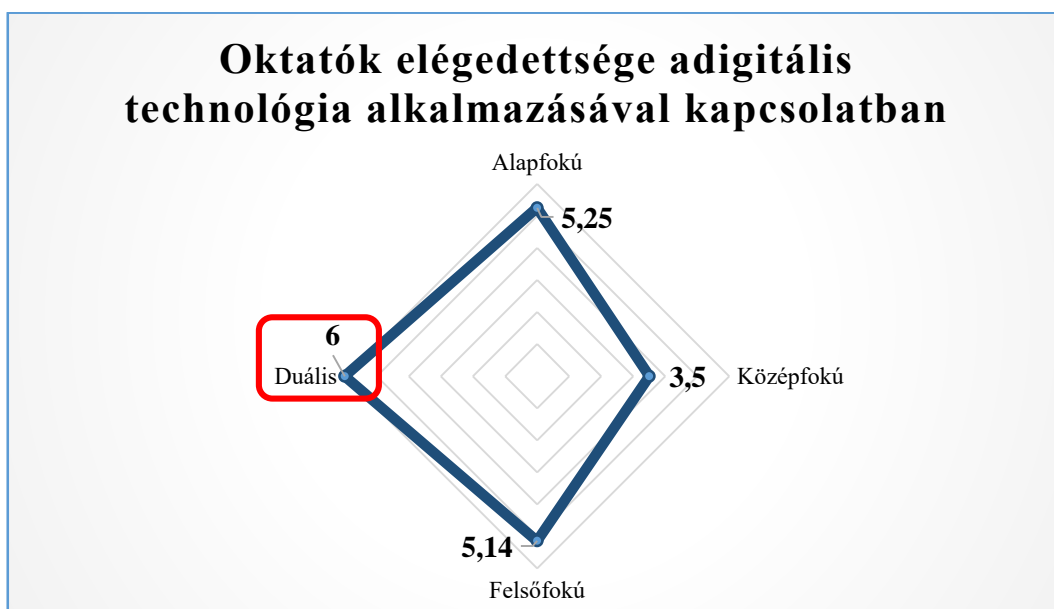 Oktatók elégedettsége adigitális
technológia alkalmazásával kapcsolatban
Alapfokú
5,25
6
Duális
3,5
Középfokú
5,14
Felsőfokú